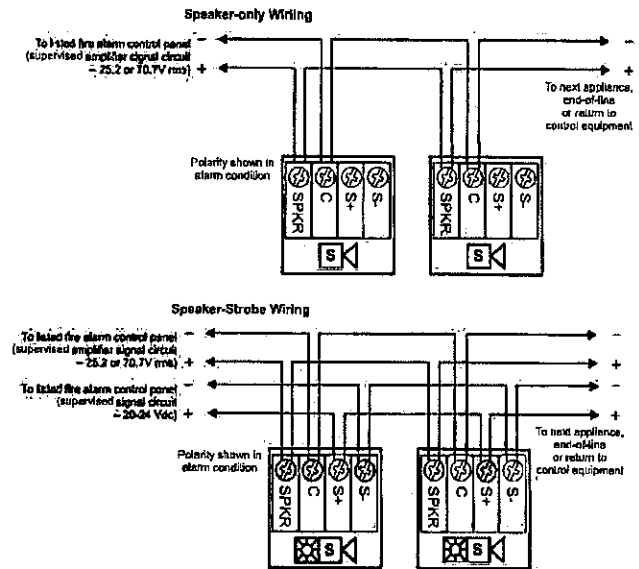 Speaker-only Wiring
To listed fire alarm control panel
(supervised amplifier signal circuit
– 25.2 or 70.7V rms)
–
+
–
+
To next appliance,
end-of-line
or return to
control equipment
Polarity shown in
alarm condition
SPKR
C
S+
S-
SPKR
C
S+
S-
S
S
Speaker-Strobe Wiring
To listed fire alarm control panel
(supervised amplifier signal circuit
– 25.2 or 70.7V (rms)
To listed fire alarm control panel
(supervised signal circuit
– 20-24 Vdc)
–
+
–
+
–
+
–
+
To next appliance,
end-of-line
or return to
control equipment
Polarity shown in
alarm condition
SPKR
C
S+
S-
SPKR
C
S+
S-
S
S